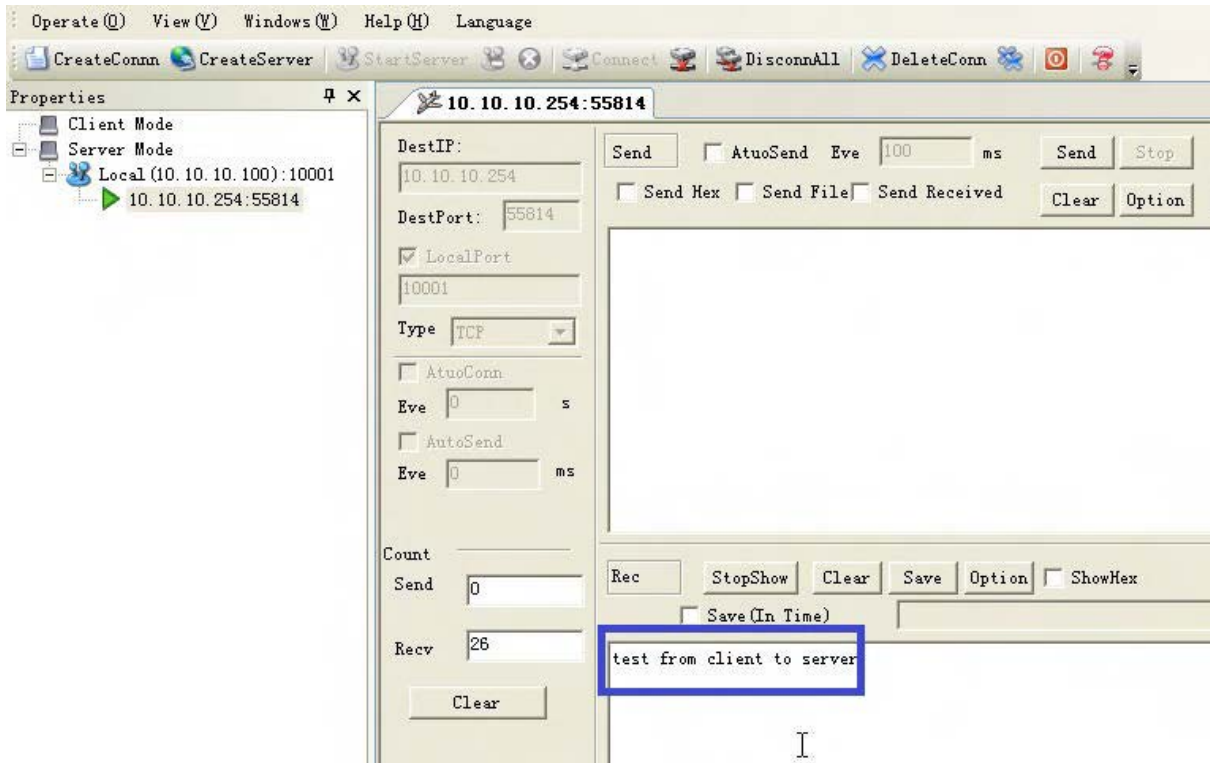 Operate(O) View(V) Windows(W) Help(H) Language
CreateConnn CreateServer StartServer Connect DisconnAll DeleteConn
Properties
Client Mode
Server Mode
Local(10.10.10.100):10001
10.10.10.254:55814
10.10.10.254:55814
DestIP:
10.10.10.254
DestPort: 55814
LocalPort
10001
Type TCP
AtuoConn
Eve 0 s
AutoSend
Eve 0 ms
Count
Send 0
Recv 26
Clear
Send AtuoSend Eve 100 ms Send Stop
Send Hex Send File Send Received Clear Option
Rec StopShow Clear Save Option ShowHex
Save(In Time)
test from client to server